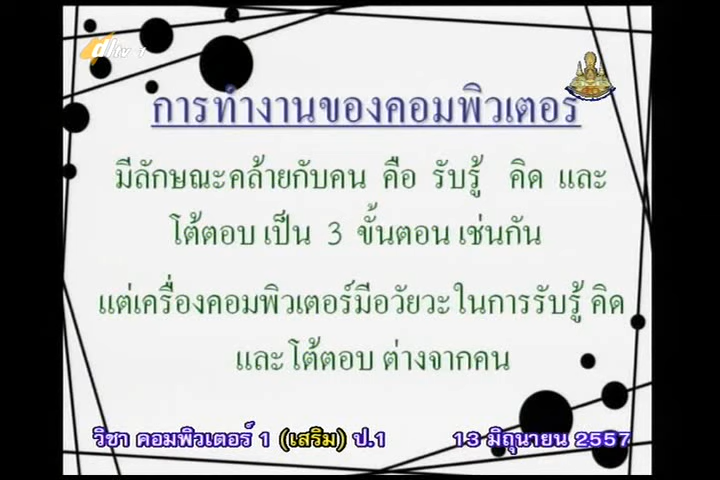 dltv 1
การทำงานของคอมพิวเตอร์
มีลักษณะคล้ายกับคน คือ รับรู้ คิด และ
โต้ตอบ เป็น 3 ขั้นตอน เช่นกัน
แต่เครื่องคอมพิวเตอร์มีอวัยวะในการรับรู้ คิด
และโต้ตอบ ต่างจากคน
วิชา คอมพิวเตอร์ 1 (เสริม) ป.1 13 มิถุนายน 2557